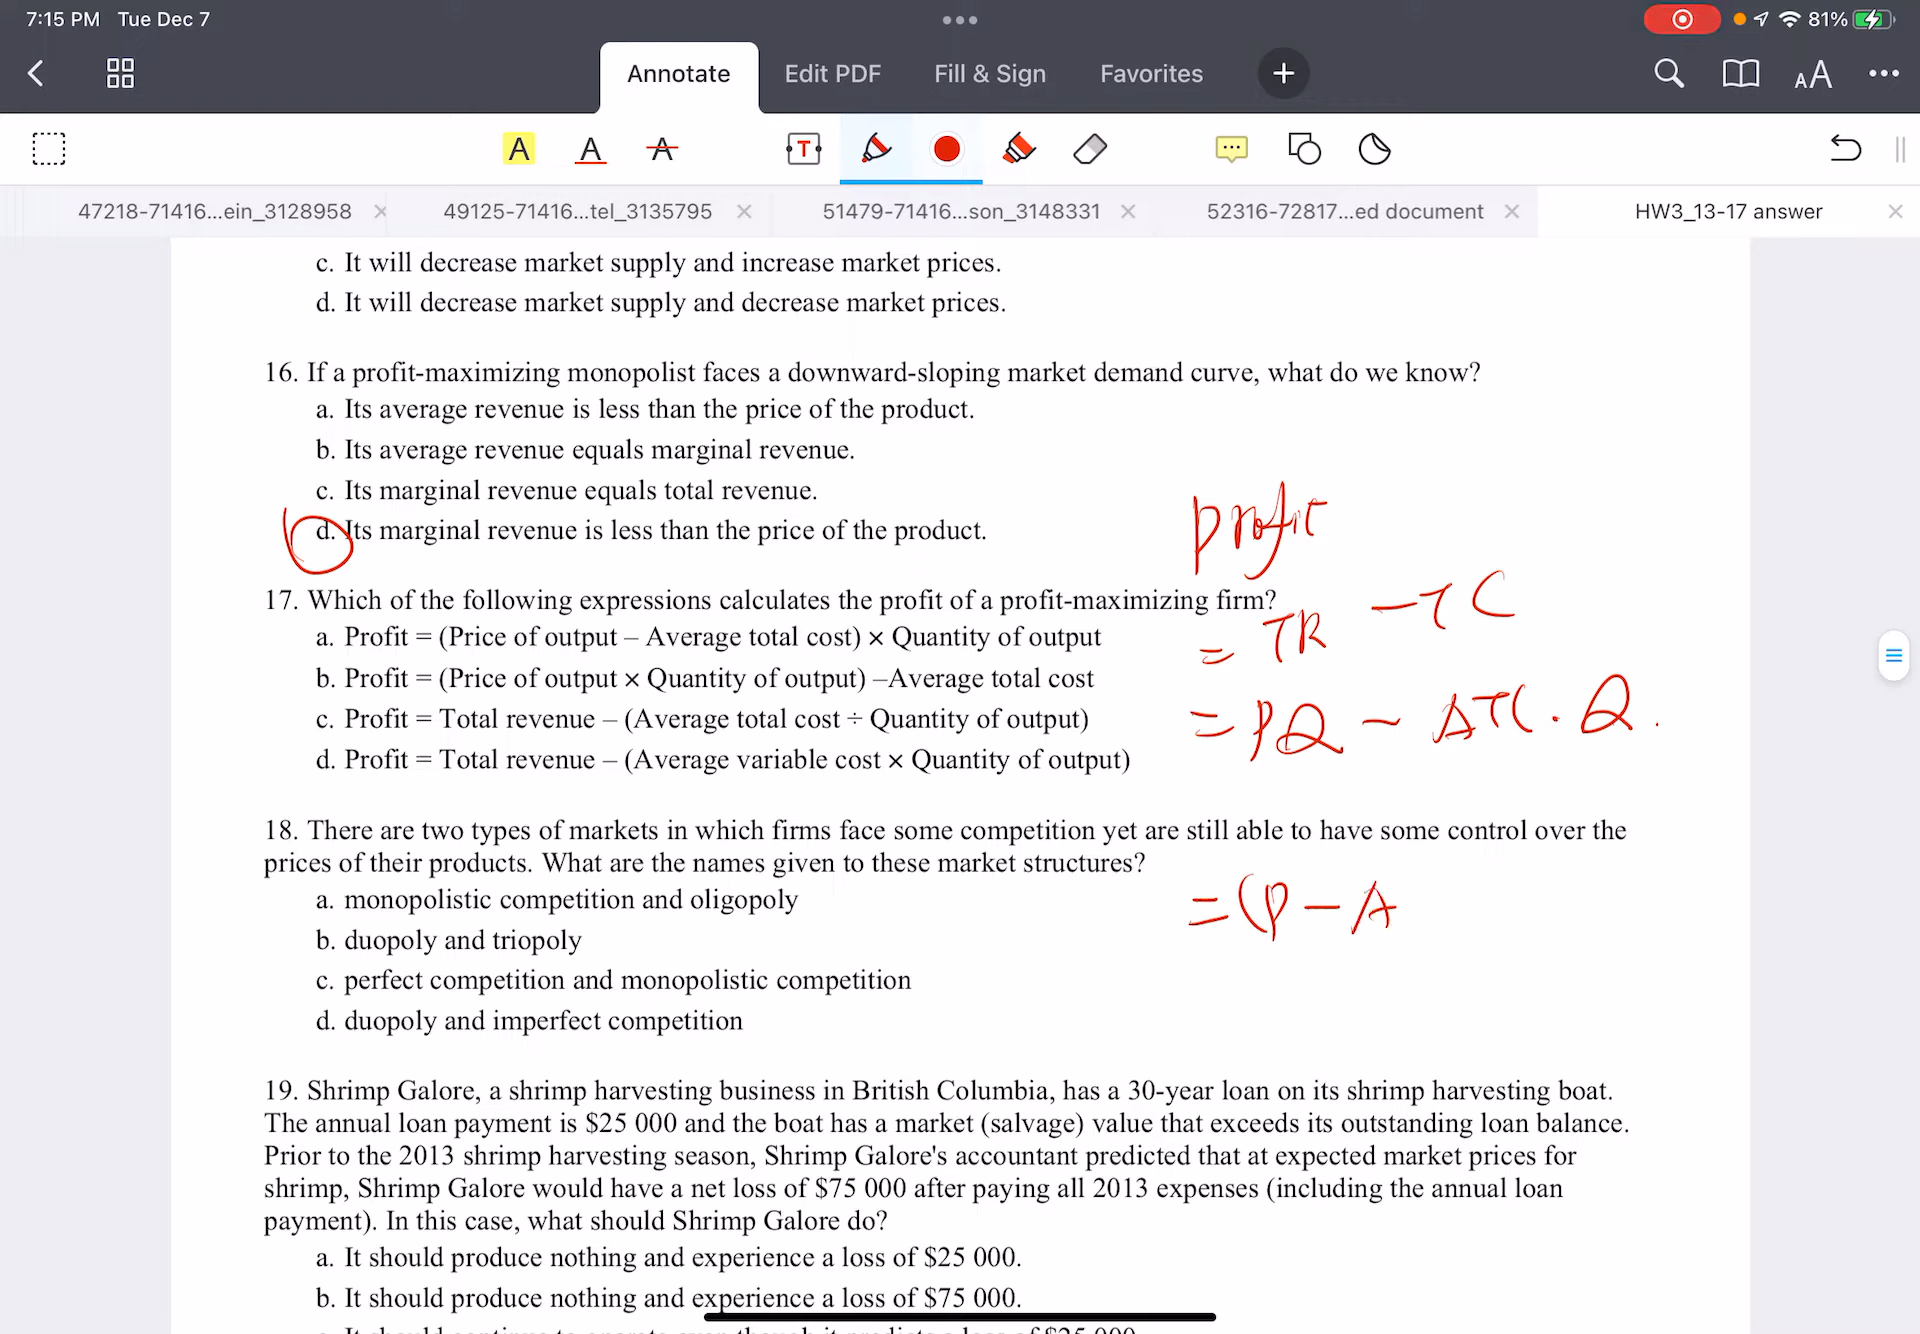 7:15 PM Tue Dec 7
81%
Annotate Edit PDF Fill & Sign Favorites
47218-71416...ein_3128958 49125-71416...tel_3135795 51479-71416...son_3148331 52316-72817...ed document HW3_13-17 answer
c. It will decrease market supply and increase market prices.
d. It will decrease market supply and decrease market prices.
16. If a profit-maximizing monopolist faces a downward-sloping market demand curve, what do we know?
a. Its average revenue is less than the price of the product.
b. Its average revenue equals marginal revenue.
c. Its marginal revenue equals total revenue.
d. Its marginal revenue is less than the price of the product.
profit
17. Which of the following expressions calculates the profit of a profit-maximizing firm?
= TR - TC
a. Profit = (Price of output – Average total cost) × Quantity of output
b. Profit = (Price of output × Quantity of output) –Average total cost
c. Profit = Total revenue – (Average total cost ÷ Quantity of output)
= PQ - ATC · Q.
d. Profit = Total revenue – (Average variable cost × Quantity of output)
18. There are two types of markets in which firms face some competition yet are still able to have some control over the
prices of their products. What are the names given to these market structures?
a. monopolistic competition and oligopoly
= (P - A
b. duopoly and triopoly
c. perfect competition and monopolistic competition
d. duopoly and imperfect competition
19. Shrimp Galore, a shrimp harvesting business in British Columbia, has a 30-year loan on its shrimp harvesting boat.
The annual loan payment is $25 000 and the boat has a market (salvage) value that exceeds its outstanding loan balance.
Prior to the 2013 shrimp harvesting season, Shrimp Galore's accountant predicted that at expected market prices for
shrimp, Shrimp Galore would have a net loss of $75 000 after paying all 2013 expenses (including the annual loan
payment). In this case, what should Shrimp Galore do?
a. It should produce nothing and experience a loss of $25 000.
b. It should produce nothing and experience a loss of $75 000.